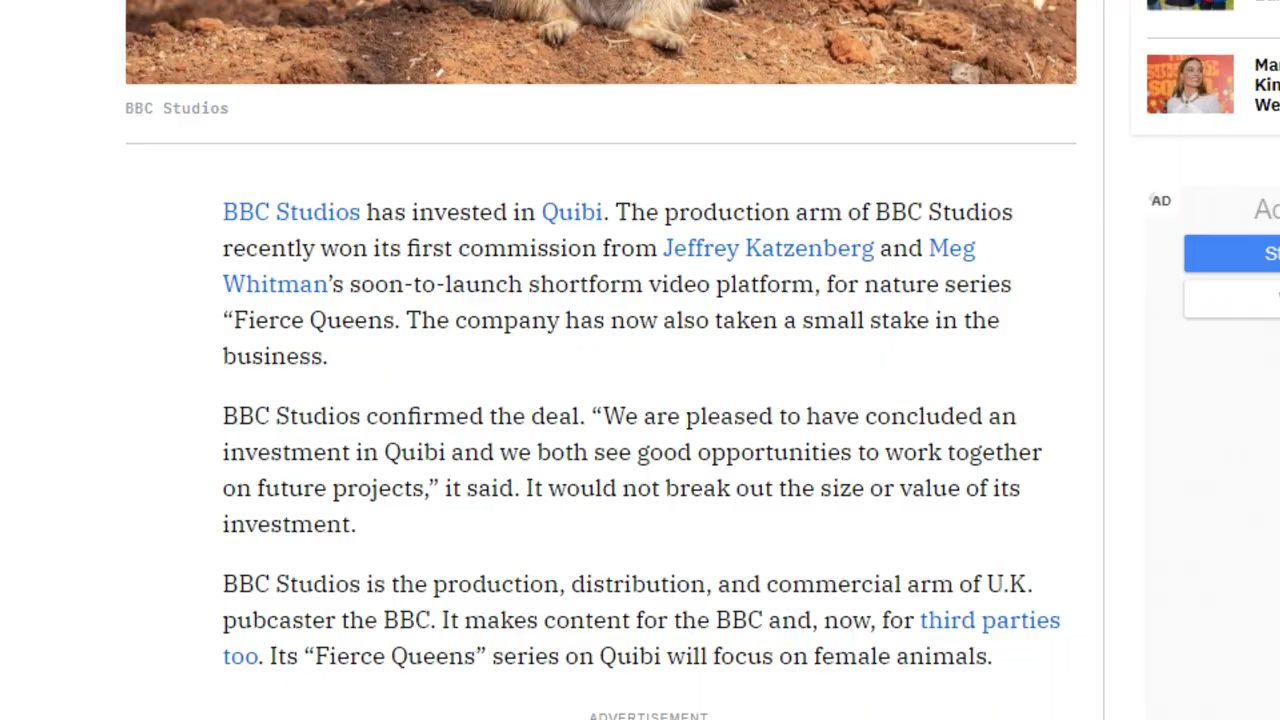 BBC Studios
BBC Studios has invested in Quibi. The production arm of BBC Studios
recently won its first commission from Jeffrey Katzenberg and Meg
Whitman’s soon-to-launch shortform video platform, for nature series
“Fierce Queens. The company has now also taken a small stake in the
business.
BBC Studios confirmed the deal. “We are pleased to have concluded an
investment in Quibi and we both see good opportunities to work together
on future projects,” it said. It would not break out the size or value of its
investment.
BBC Studios is the production, distribution, and commercial arm of U.K.
pubcaster the BBC. It makes content for the BBC and, now, for third parties
too. Its “Fierce Queens” series on Quibi will focus on female animals.
ADVERTISEMENT
AD